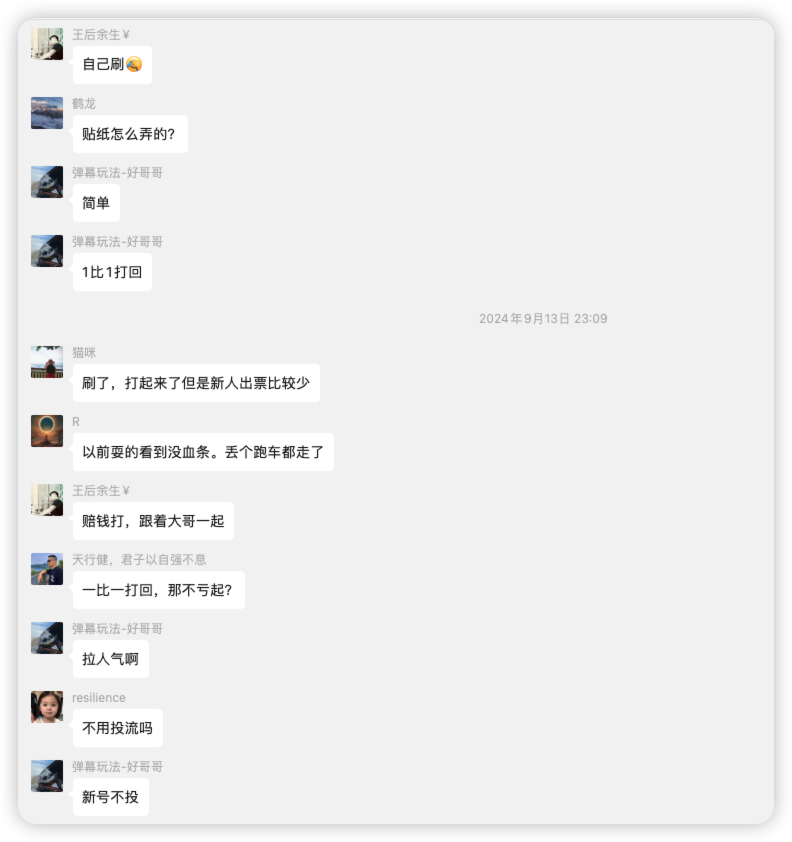 王后余生¥
自己刷
鹤龙
贴纸怎么弄的？
弹幕玩法-好哥哥
简单
弹幕玩法-好哥哥
1比1打回
2024年9月13日 23:09
猫咪
刷了，打起来了但是新人出票比较少
R
以前耍的看到没血条。丢个跑车都走了
王后余生¥
赔钱打，跟着大哥一起
天行健，君子以自强不息
一比一打回，那不亏起？
弹幕玩法-好哥哥
拉人气啊
resilience
不用投流吗
弹幕玩法-好哥哥
新号不投